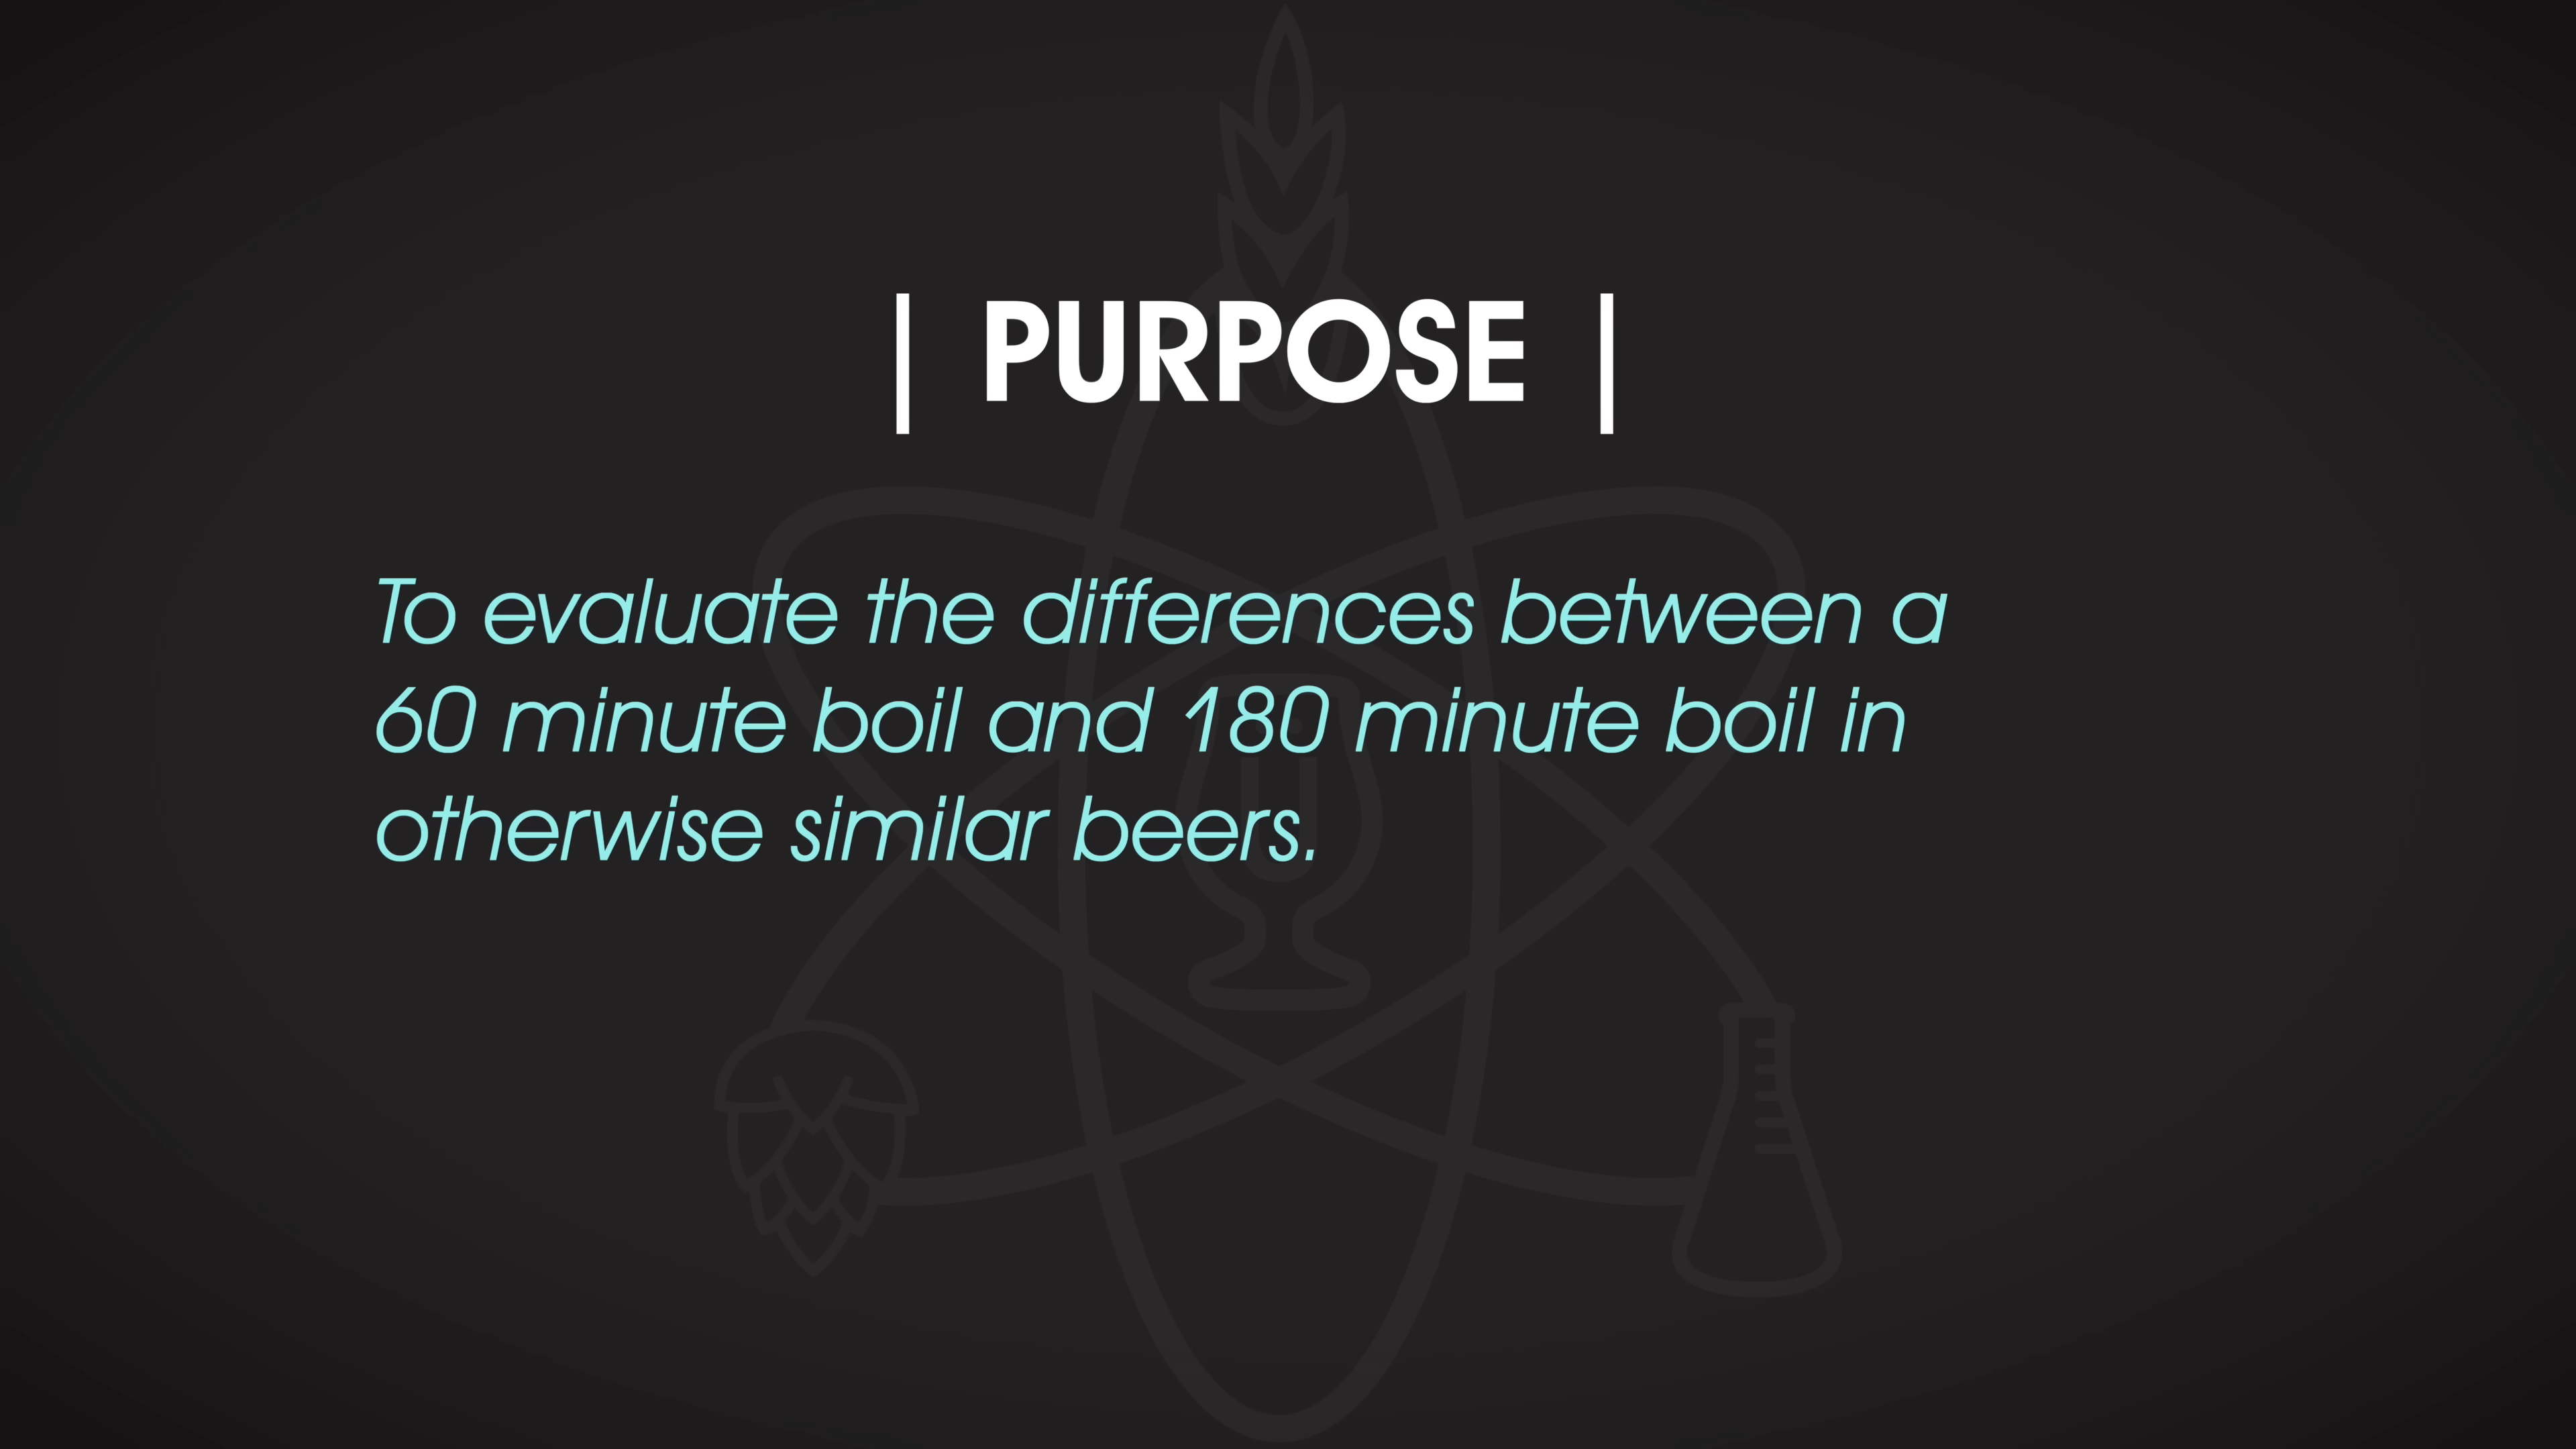 | PURPOSE |
To evaluate the differences between a
60 minute boil and 180 minute boil in
otherwise similar beers.